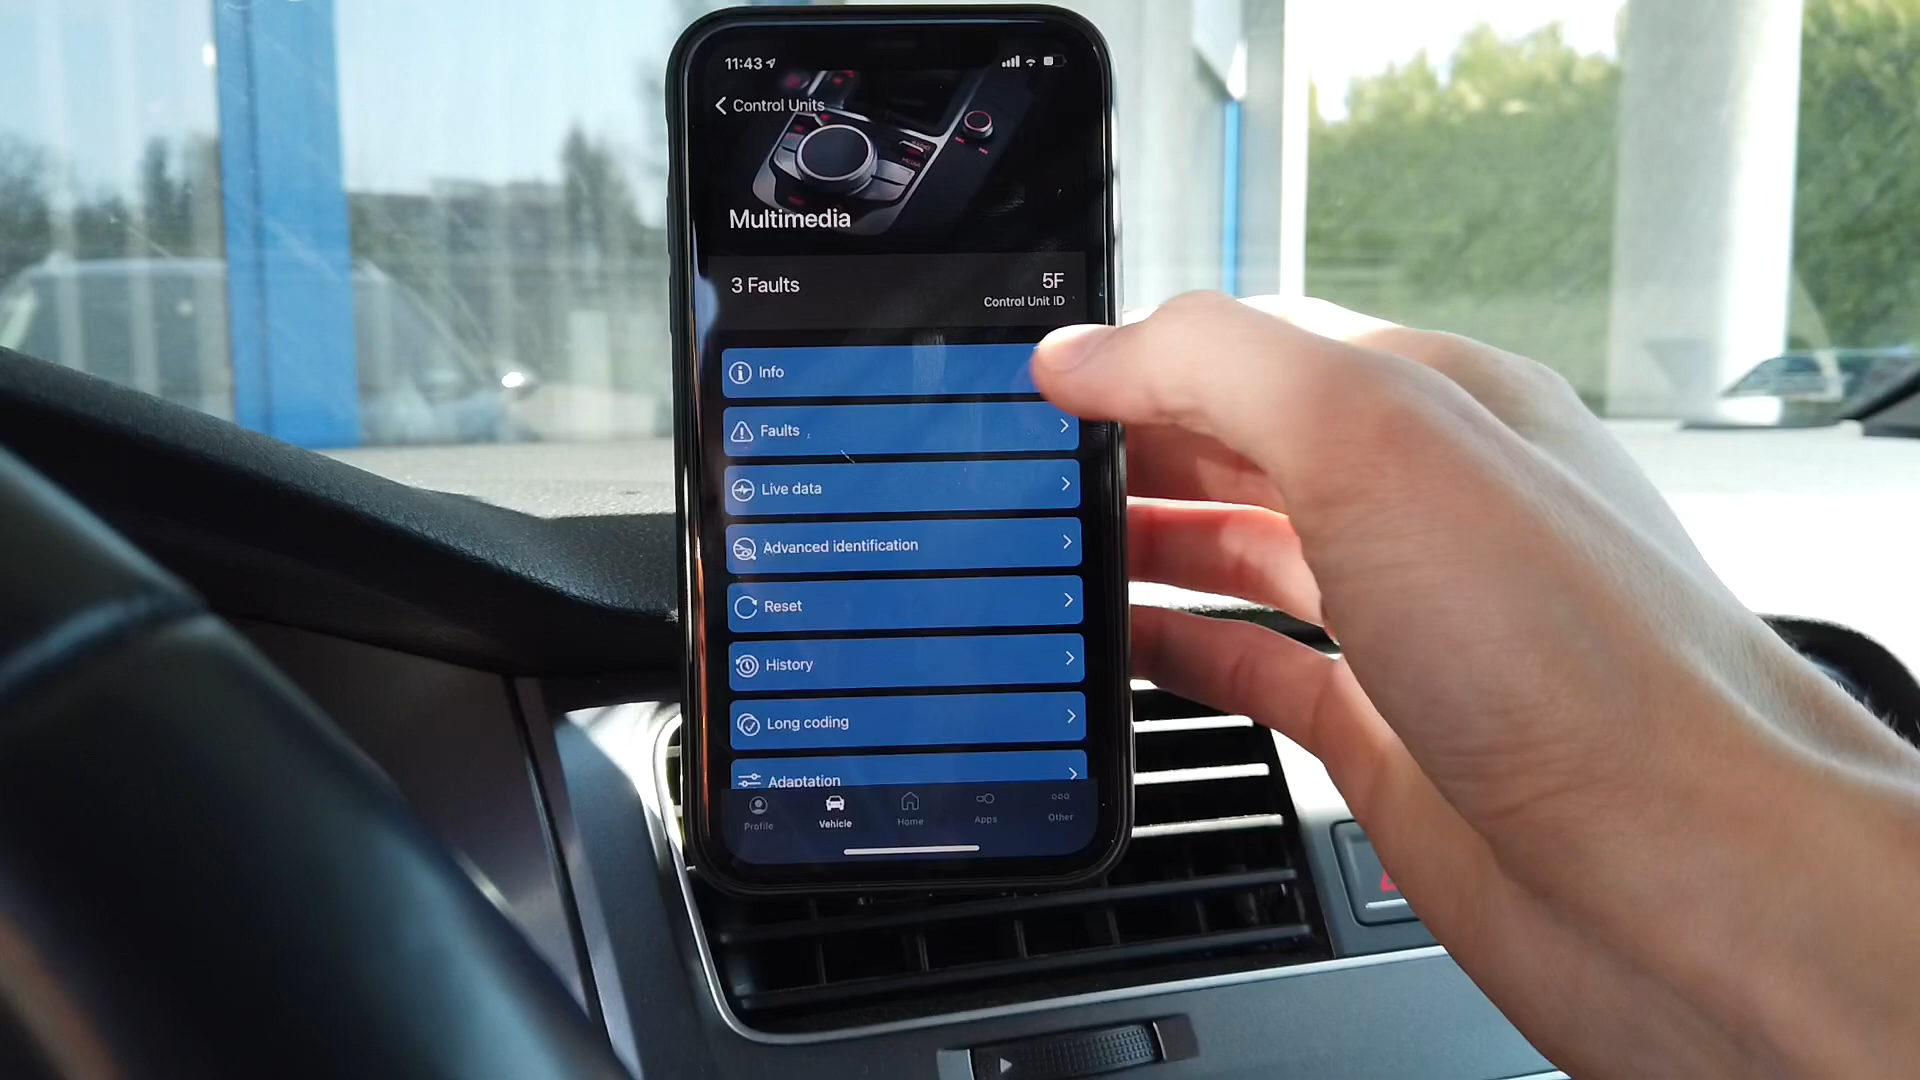 11:43
Control Units
Multimedia
3 Faults
5F
Control Unit ID
Info
Faults
Live data
Advanced identification
Reset
History
Long coding
Adaptation
Profile
Vehicle
Home
Apps
Other